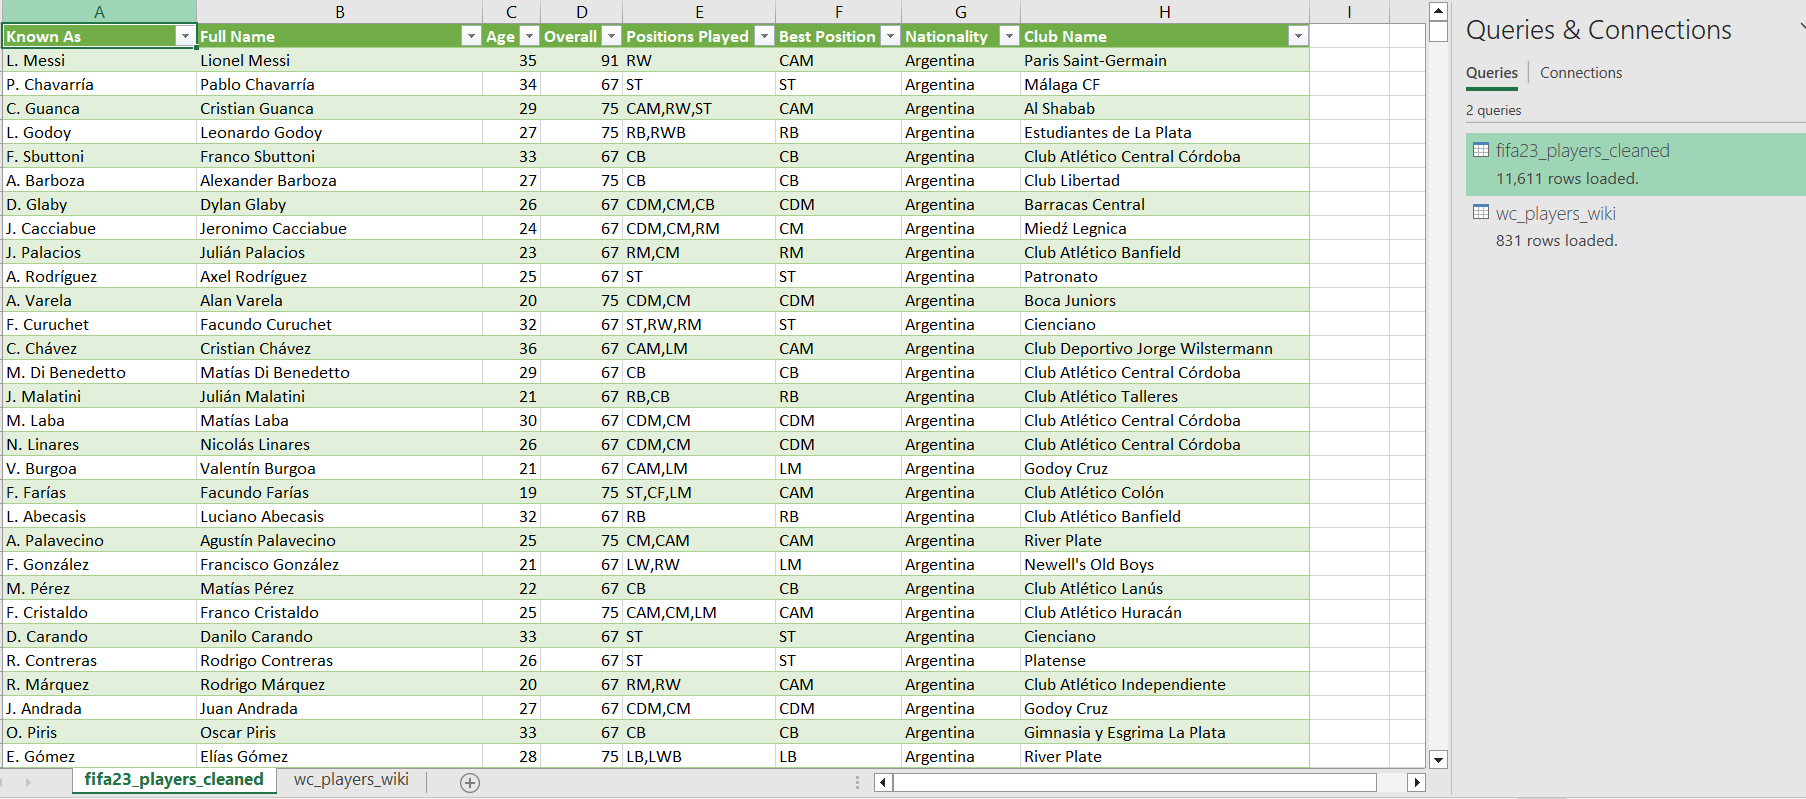 A B C D E F G H I
Known As Full Name Age Overall Positions Played Best Position Nationality Club Name
L. Messi Lionel Messi 35 91 RW CAM Argentina Paris Saint-Germain
P. Chavarría Pablo Chavarría 34 67 ST ST Argentina Málaga CF
C. Guanca Cristian Guanca 29 75 CAM,RW,ST CAM Argentina Al Shabab
L. Godoy Leonardo Godoy 27 75 RB,RWB RB Argentina Estudiantes de La Plata
F. Sbuttoni Franco Sbuttoni 33 67 CB CB Argentina Club Atlético Central Córdoba
A. Barboza Alexander Barboza 27 75 CB CB Argentina Club Libertad
D. Glaby Dylan Glaby 26 67 CDM,CM,CB CDM Argentina Barracas Central
J. Cacciabue Jeronimo Cacciabue 24 67 CDM,CM,RM CM Argentina Miedź Legnica
J. Palacios Julián Palacios 23 67 RM,CM RM Argentina Club Atlético Banfield
A. Rodríguez Axel Rodríguez 25 67 ST ST Argentina Patronato
A. Varela Alan Varela 20 75 CDM,CM CDM Argentina Boca Juniors
F. Curuchet Facundo Curuchet 32 67 ST,RW,RM ST Argentina Cienciano
C. Chávez Cristian Chávez 36 67 CAM,LM CAM Argentina Club Deportivo Jorge Wilstermann
M. Di Benedetto Matías Di Benedetto 29 67 CB CB Argentina Club Atlético Central Córdoba
J. Malatini Julián Malatini 21 67 RB,CB RB Argentina Club Atlético Talleres
M. Laba Matías Laba 30 67 CDM,CM CDM Argentina Club Atlético Central Córdoba
N. Linares Nicolás Linares 26 67 CDM,CM CDM Argentina Club Atlético Central Córdoba
V. Burgoa Valentín Burgoa 21 67 CAM,LM LM Argentina Godoy Cruz
F. Farías Facundo Farías 19 75 ST,CF,LM CAM Argentina Club Atlético Colón
L. Abecasis Luciano Abecasis 32 67 RB RB Argentina Club Atlético Banfield
A. Palavecino Agustín Palavecino 25 75 CM,CAM CAM Argentina River Plate
F. González Francisco González 21 67 LW,RW LM Argentina Newell's Old Boys
M. Pérez Matías Pérez 22 67 CB CB Argentina Club Atlético Lanús
F. Cristaldo Franco Cristaldo 25 75 CAM,CM,LM CAM Argentina Club Atlético Huracán
D. Carando Danilo Carando 33 67 ST ST Argentina Cienciano
R. Contreras Rodrigo Contreras 26 67 ST ST Argentina Platense
R. Márquez Rodrigo Márquez 20 67 RM,RW CAM Argentina Club Atlético Independiente
J. Andrada Juan Andrada 27 67 CDM,CM CDM Argentina Godoy Cruz
O. Piris Oscar Piris 33 67 CB CB Argentina Gimnasia y Esgrima La Plata
E. Gómez Elías Gómez 28 75 LB,LWB LB Argentina River Plate
fifa23_players_cleaned wc_players_wiki
Queries & Connections
Queries Connections
2 queries
fifa23_players_cleaned
11,611 rows loaded.
wc_players_wiki
831 rows loaded.